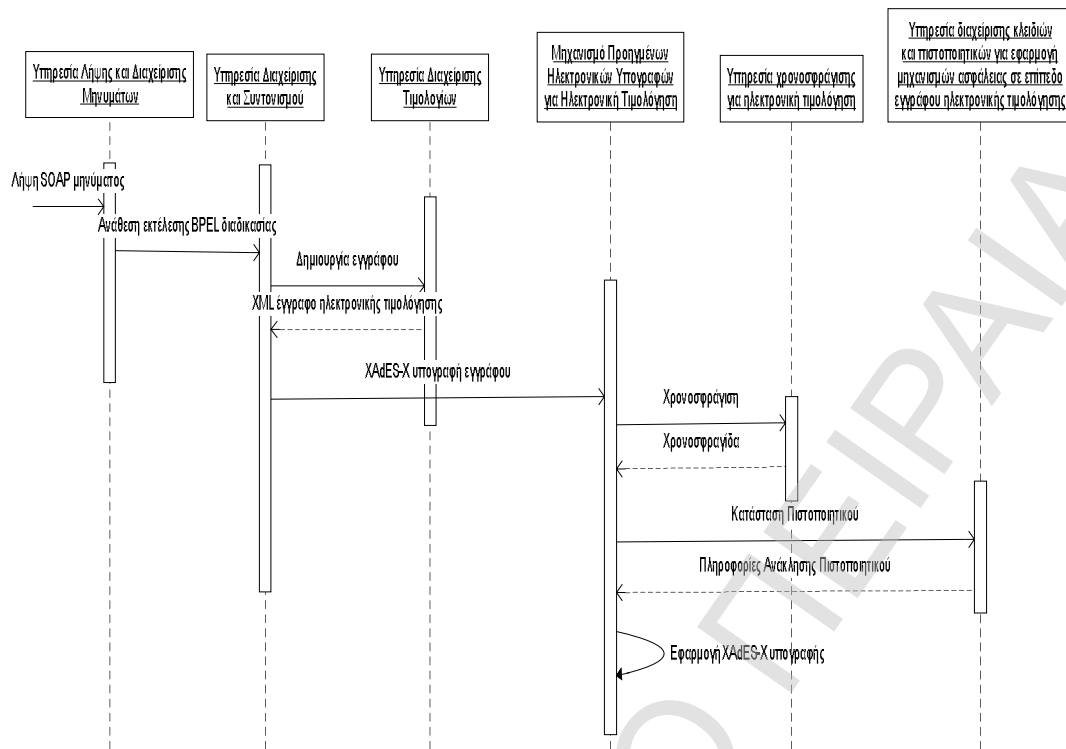 Υπηρεσία Λήψης και Διαχείρισης
Μηνυμάτων
Υπηρεσία Διαχείρισης
και Συντονισμού
Υπηρεσία Διαχείρισης
Τιμολογίων
Μηχανισμό Προηγμένων
Ηλεκτρονικών Υπογραφών
για Ηλεκτρονική Τιμολόγηση
Υπηρεσία χρονοσφράγισης
για ηλεκτρονική τιμολόγηση
Υπηρεσία διαχείρισης κλειδιών
και πιστοποιητικών για εφαρμογή
μηχανισμών ασφάλειας σε επίπεδο
εγγράφου ηλεκτρονικής τιμολόγησης
Λήψη SOAP μηνύματος
Ανάθεση εκτέλεσης BPEL διαδικασίας
Δημιουργία εγγράφου
XML έγγραφο ηλεκτρονικής τιμολόγησης
XAdES-X υπογραφή εγγράφου
Χρονοσφράγιση
Χρονοσφραγίδα
Κατάσταση Πιστοποιητικού
Πληροφορίες Ανάκλησης Πιστοποιητικού
Εφαρμογή XAdES-X υπογραφής
Ο ΠΕΙΡΑΙΑ